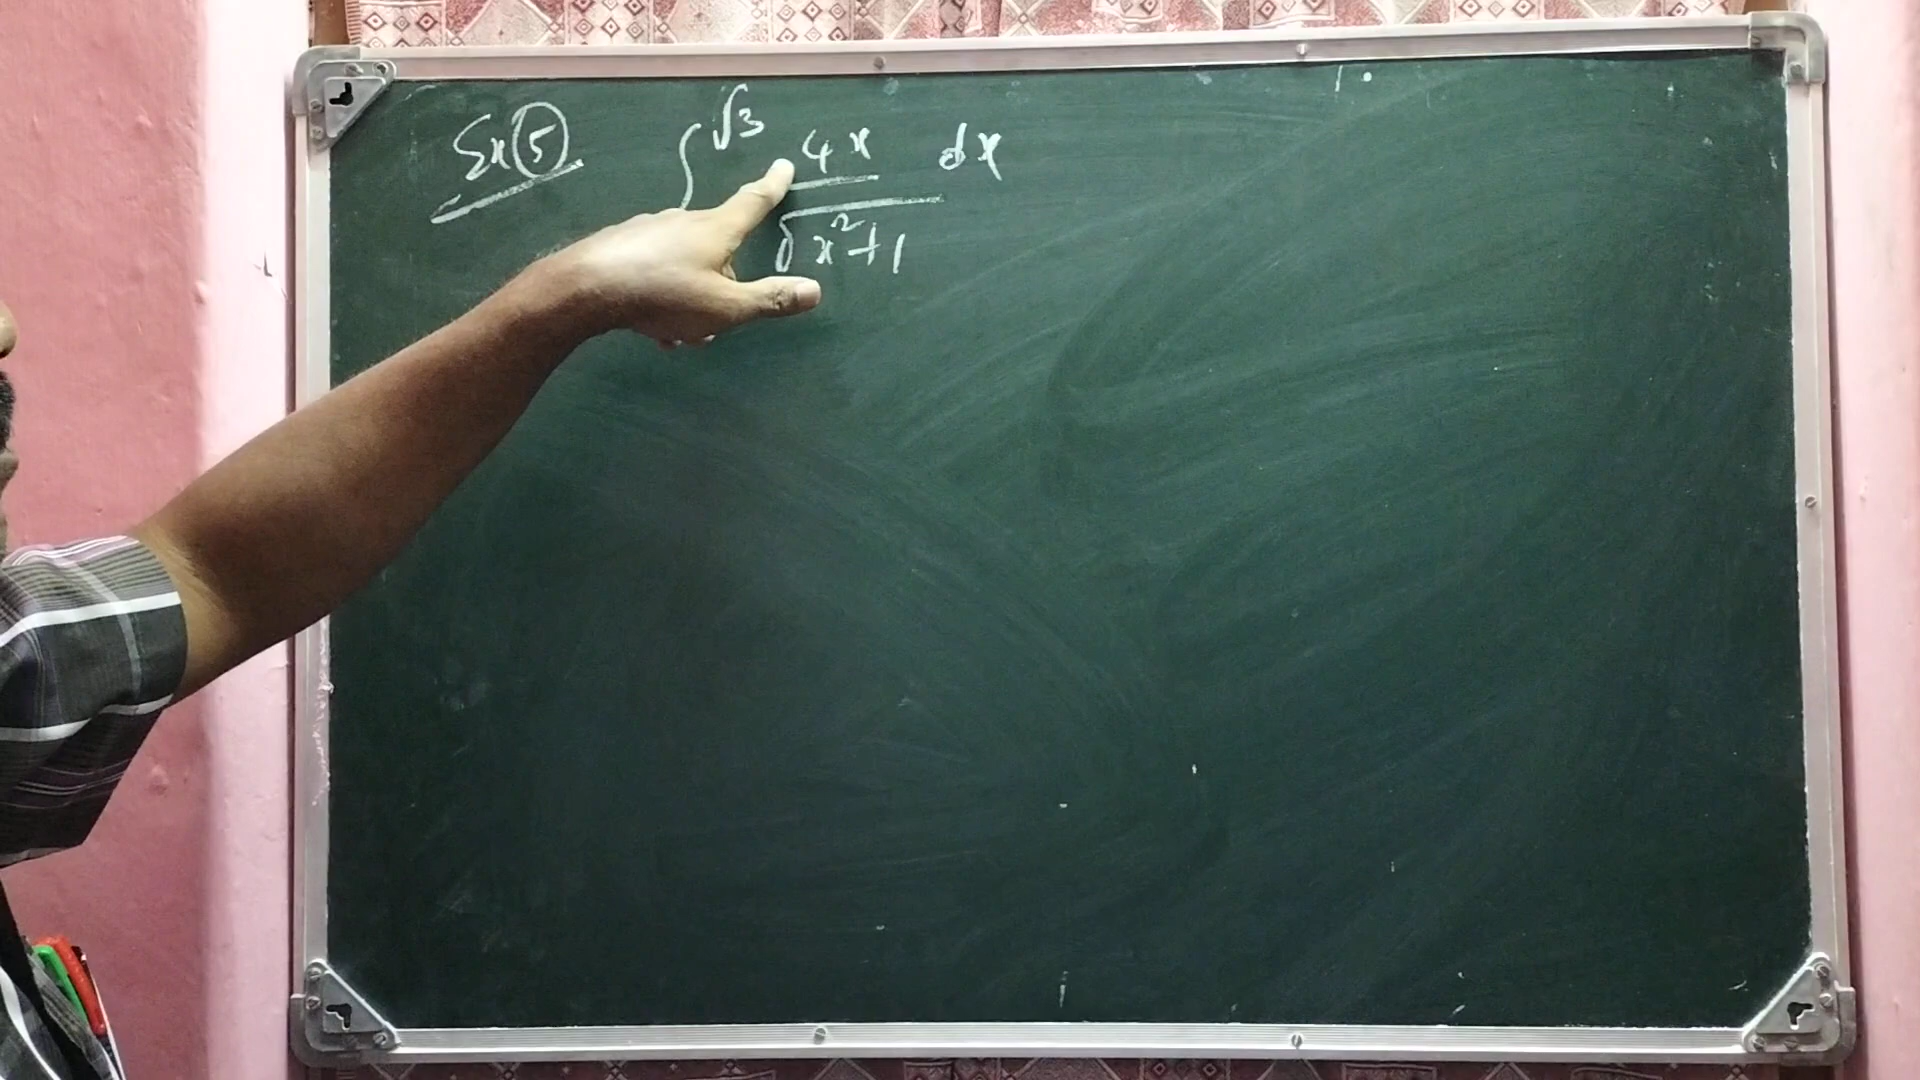 Ex (5) ∫^√3 4x/√(x²+1) dx